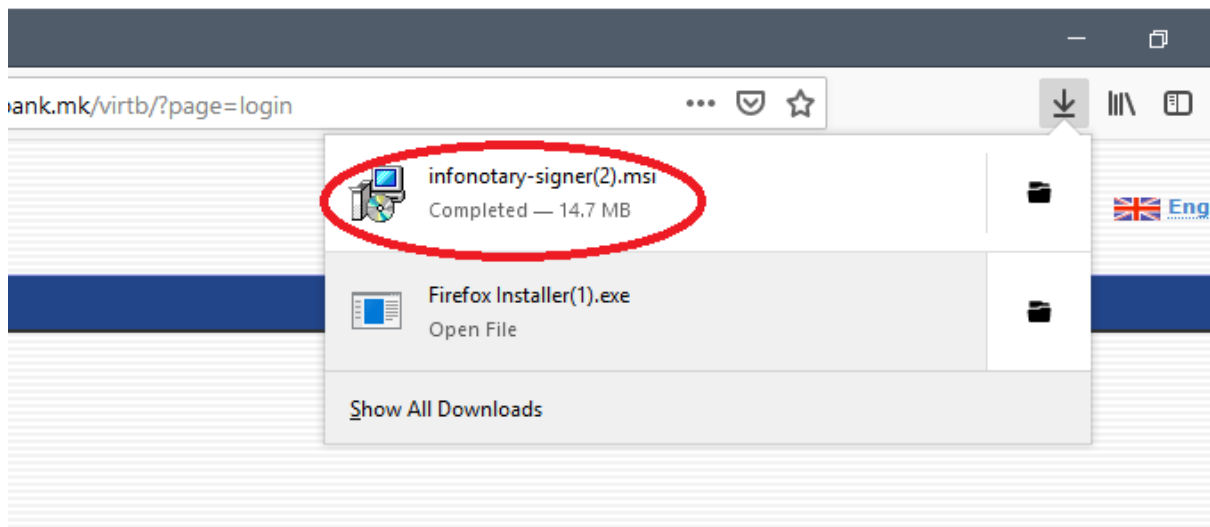 bank.mk/virtb/?page=login
infonotary-signer(2).msi
Completed — 14.7 MB
Eng
Firefox Installer(1).exe
Open File
Show All Downloads